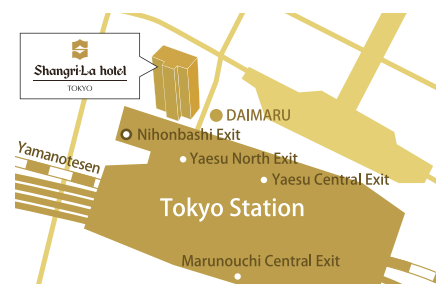 Shangri-La hotel
TOKYO
DAIMARU
Nihonbashi Exit
Yamanotesen
Yaesu North Exit
Yaesu Central Exit
Tokyo Station
Marunouchi Central Exit